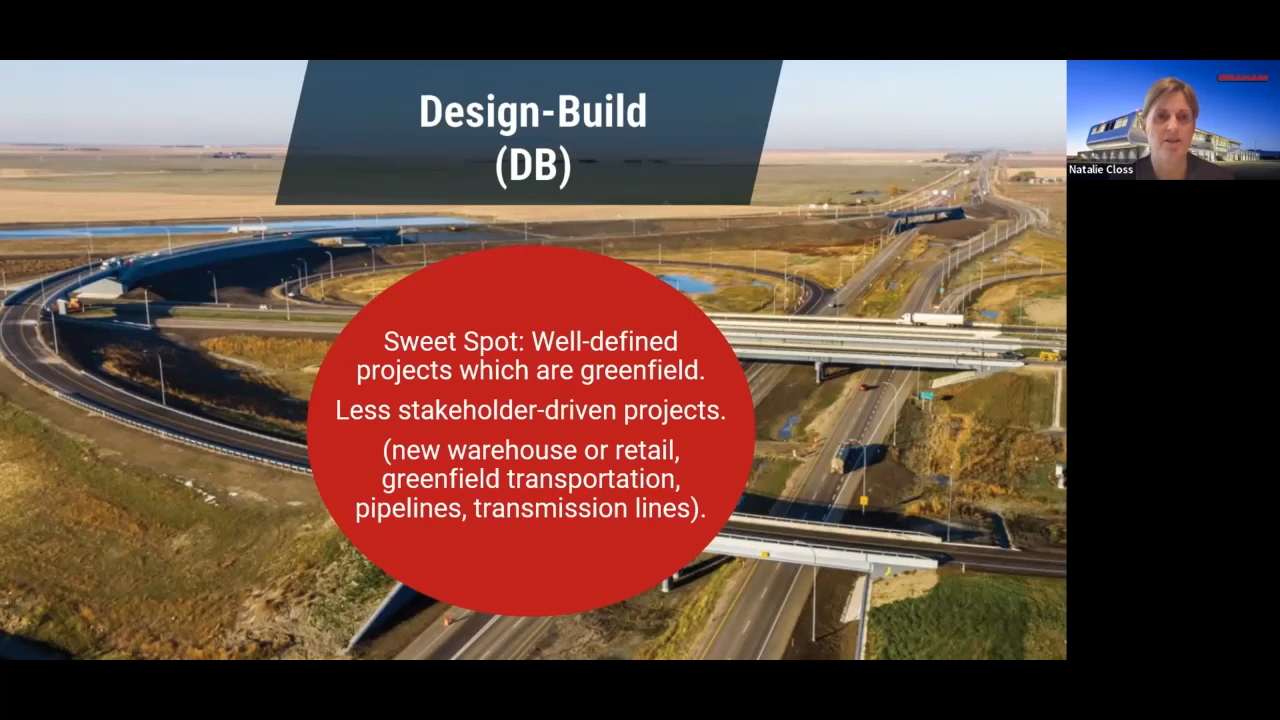 Design-Build
(DB)
Sweet Spot: Well-defined
projects which are greenfield.
Less stakeholder-driven projects.
(new warehouse or retail,
greenfield transportation,
pipelines, transmission lines).
GRAHAM
Natalie Closs